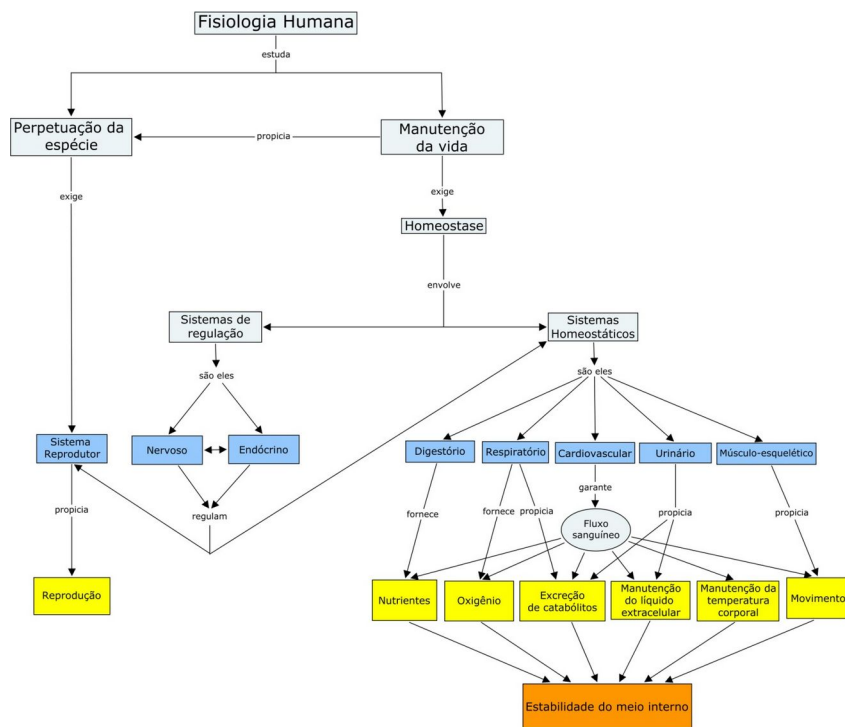 Fisiologia Humana
estuda
Perpetuação da
espécie
propicia
Manutenção
da vida
exige
exige
Homeostase
envolve
Sistemas de
regulação
Sistemas
Homeostáticos
são eles
são eles
Sistema
Reprodutor
Nervoso
Endócrino
Digestório
Respiratório
Cardiovascular
Urinário
Músculo-esquelético
garante
propicia
regulam
fornece
fornece
propicia
Fluxo
sanguíneo
propicia
propicia
Reprodução
Nutrientes
Oxigênio
Excreção
de catabólitos
Manutenção
do líquido
extracelular
Manutenção da
temperatura
corporal
Movimento
Estabilidade do meio interno